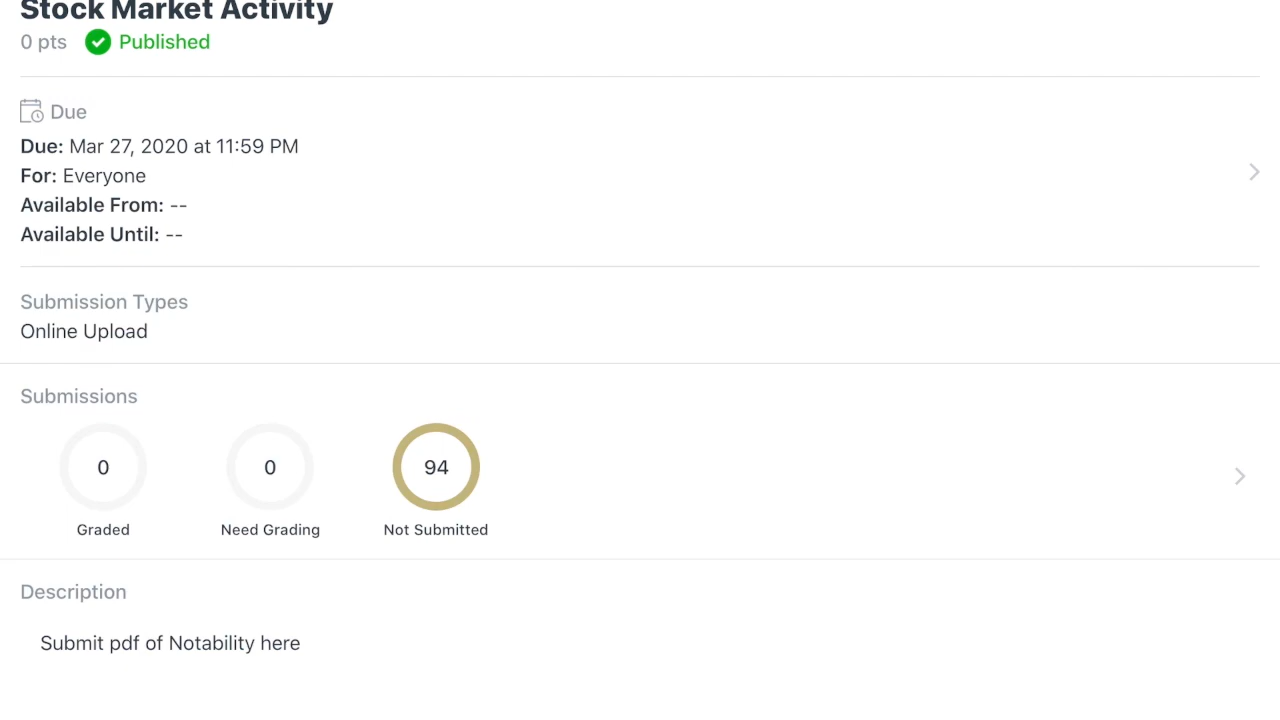 Stock Market Activity
0 pts Published
Due
Due: Mar 27, 2020 at 11:59 PM
For: Everyone
Available From: --
Available Until: --
Submission Types
Online Upload
Submissions
0 0 94
Graded Need Grading Not Submitted
Description
Submit pdf of Notability here